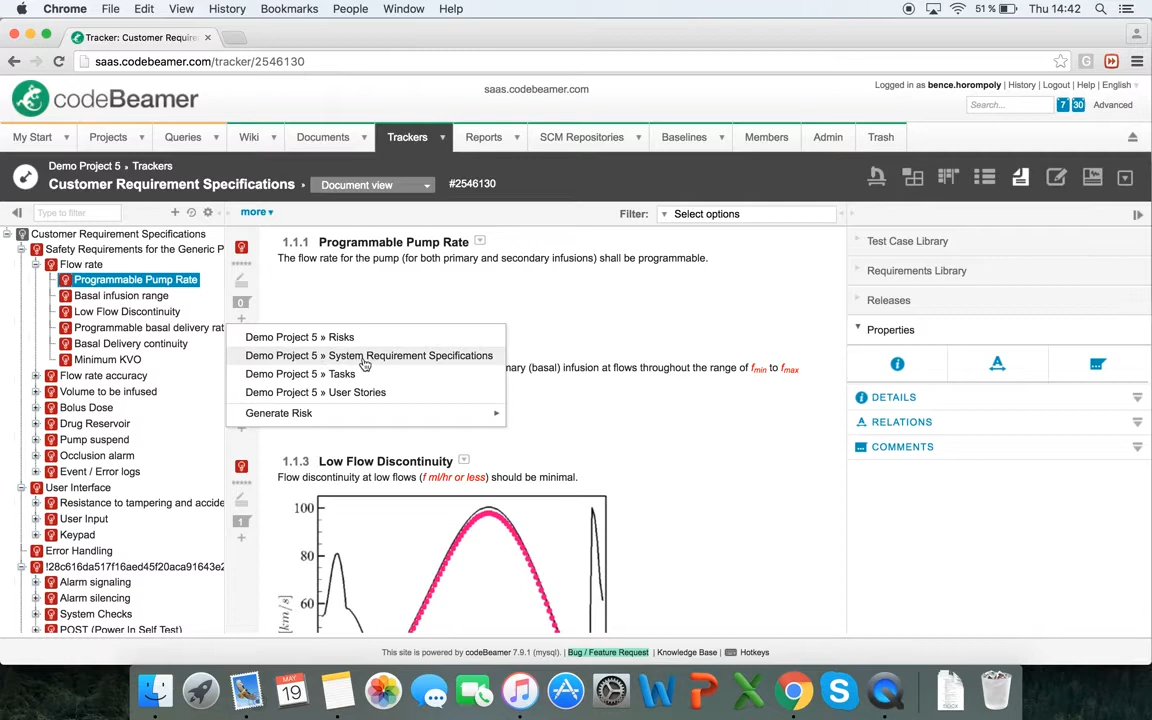 Chrome File Edit View History Bookmarks People Window Help 51 % Thu 14:42
Tracker: Customer Require
saas.codebeamer.com/tracker/2546130
codeBeamer
saas.codebeamer.com
Logged in as bence.horompoly | History | Logout | Help | English
Search... 7 30 Advanced
My Start Projects Queries Wiki Documents Trackers Reports SCM Repositories Baselines Members Admin Trash
Demo Project 5 » Trackers
Customer Requirement Specifications » Document view #2546130
Type to filter
more
Filter: Select options
Customer Requirement Specifications
Safety Requirements for the Generic P
Flow rate
Programmable Pump Rate
Basal infusion range
Low Flow Discontinuity
Programmable basal delivery rat
Basal Delivery continuity
Minimum KVO
Flow rate accuracy
Volume to be infused
Bolus Dose
Drug Reservoir
Pump suspend
Occlusion alarm
Event / Error logs
User Interface
Resistance to tampering and accide
User Input
Keypad
Error Handling
!28c616da517f16aed45f20aca91643e2
Alarm signaling
Alarm silencing
System Checks
POST (Power In Self Test)
1.1.1 Programmable Pump Rate
The flow rate for the pump (for both primary and secondary infusions) shall be programmable.
0
Demo Project 5 » Risks
Demo Project 5 » System Requirement Specifications
Demo Project 5 » Tasks
Demo Project 5 » User Stories
Generate Risk
nary (basal) infusion at flows throughout the range of fmin to fmax
1.1.3 Low Flow Discontinuity
Flow discontinuity at low flows (f ml/hr or less) should be minimal.
1
100
80
60
[km/s]
Test Case Library
Requirements Library
Releases
Properties
DETAILS
RELATIONS
COMMENTS
This site is powered by codeBeamer 7.9.1 (mysql). | Bug / Feature Request | Knowledge Base | Hotkeys
MAY
19